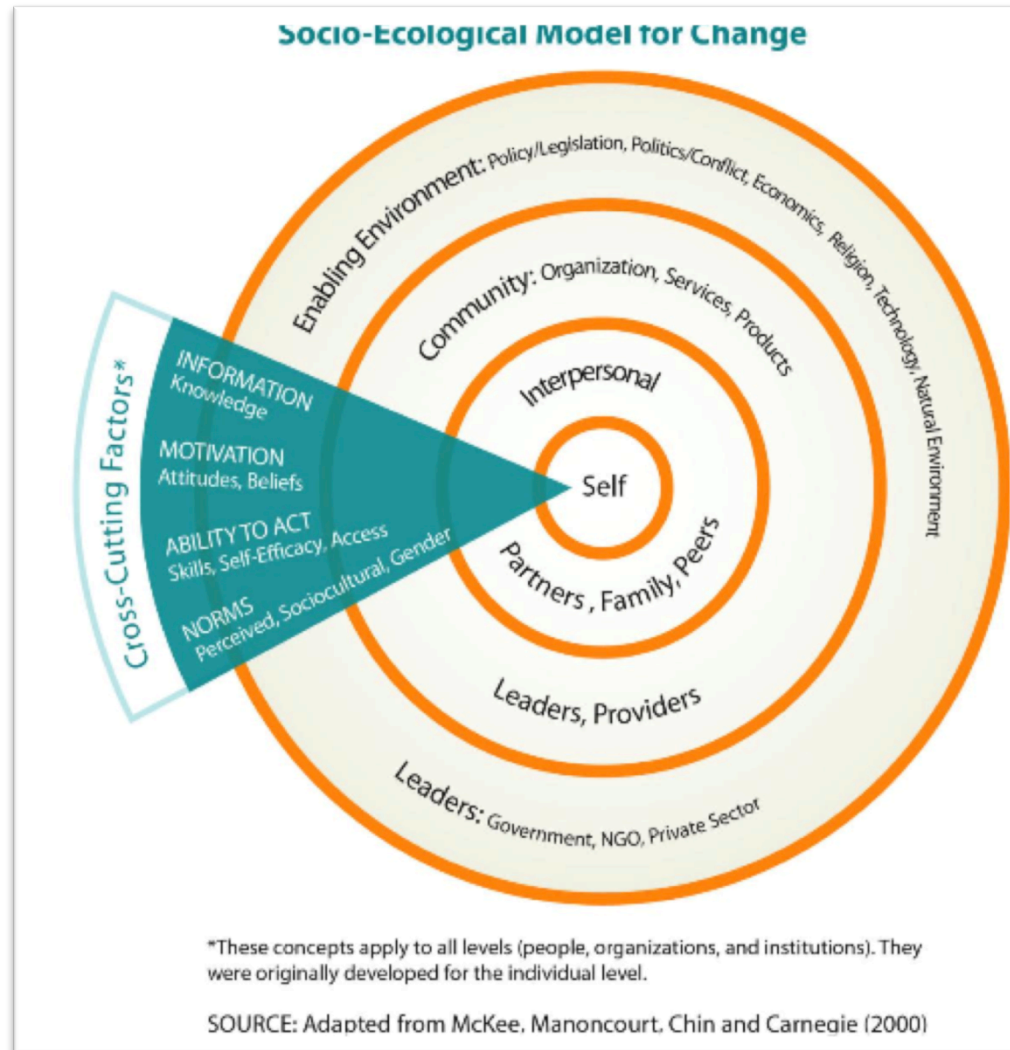 Socio-Ecological Model for Change
Enabling Environment: Policy/Legislation, Politics/Conflict, Economics, Religion, Technology, Natural Environment
Community: Organization, Services, Products
Interpersonal
Self
Partners , Family, Peers
Leaders, Providers
Leaders: Government, NGO, Private Sector
Cross-Cutting Factors*
INFORMATION
Knowledge
MOTIVATION
Attitudes, Beliefs
ABILITY TO ACT
Skills, Self-Efficacy, Access
NORMS
Perceived, Sociocultural, Gender
*These concepts apply to all levels (people, organizations, and institutions). They
were originally developed for the individual level.
SOURCE: Adapted from McKee, Manoncourt, Chin and Carnegie (2000)